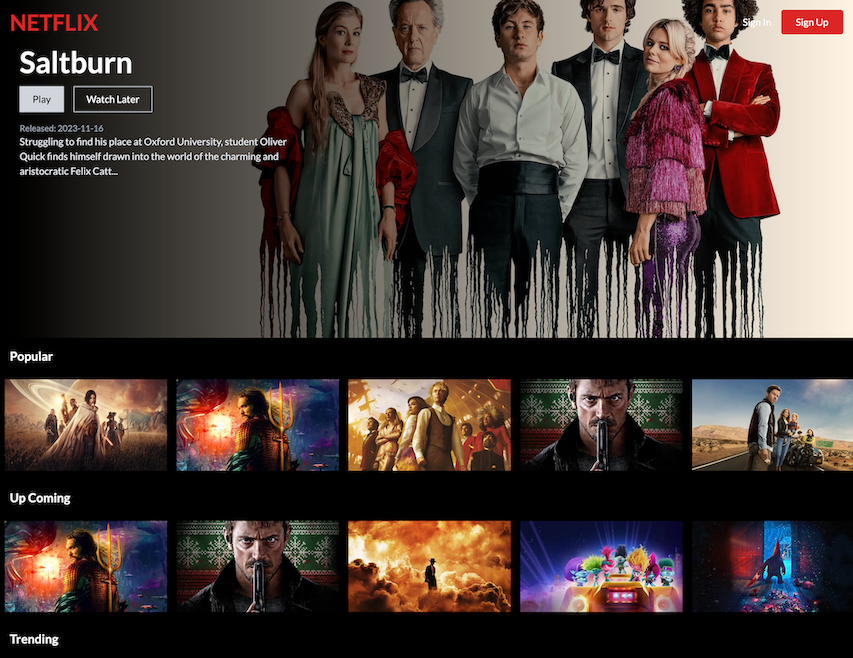 NETFLIX
Sign In
Sign Up
Saltburn
Play
Watch Later
Released: 2023-11-16
Struggling to find his place at Oxford University, student Oliver
Quick finds himself drawn into the world of the charming and
aristocratic Felix Catt...
Popular
Up Coming
Trending